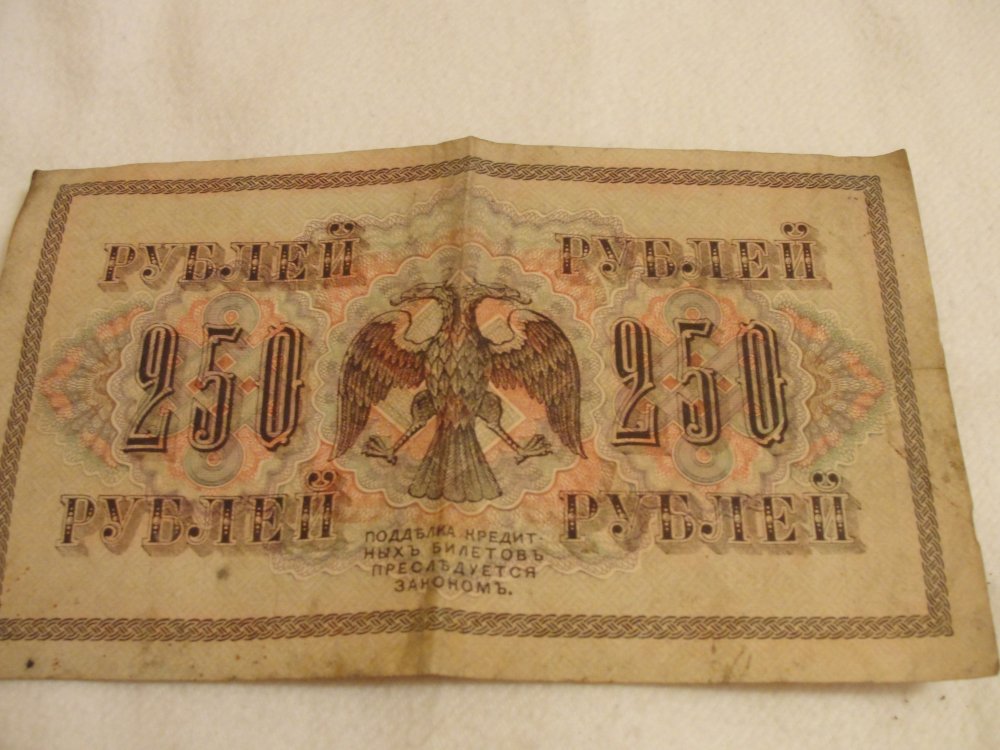 РУБЛЕЙ РУБЛЕЙ
250 250
РУБЛЕЙ РУБЛЕЙ
ПОДДѢЛКА КРЕДИТ-
НЫХЪ БИЛЕТОВЪ
ПРЕСЛѢДУЕТСЯ
ЗАКОНОМЪ.